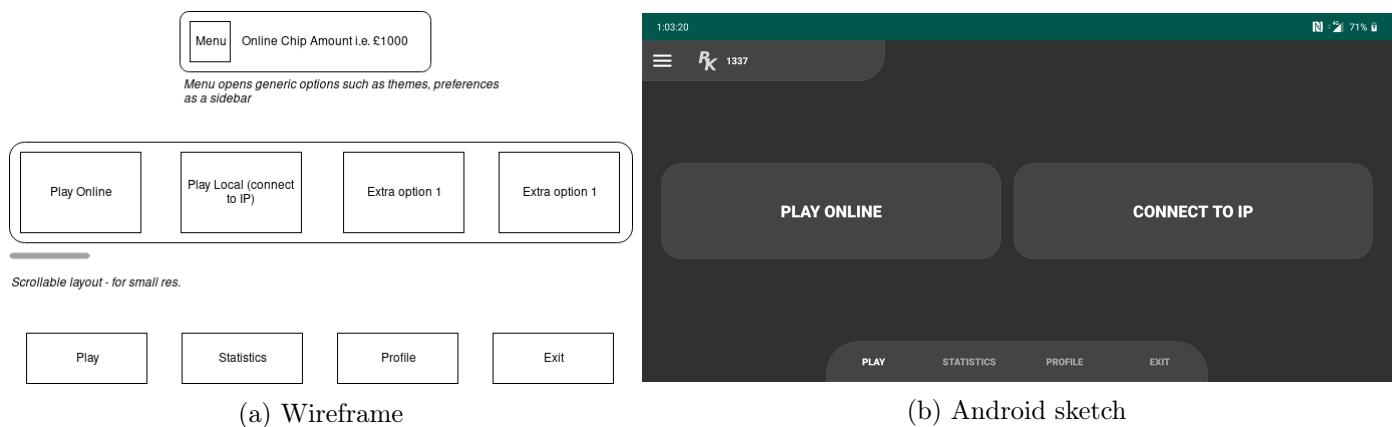 Menu
Online Chip Amount i.e. £1000
Menu opens generic options such as themes, preferences
as a sidebar
Play Online
Play Local (connect
to IP)
Extra option 1
Extra option 1
Scrollable layout - for small res.
Play
Statistics
Profile
Exit
(a) Wireframe
1:03:20
4G
71%
RK
1337
PLAY ONLINE
CONNECT TO IP
PLAY
STATISTICS
PROFILE
EXIT
(b) Android sketch